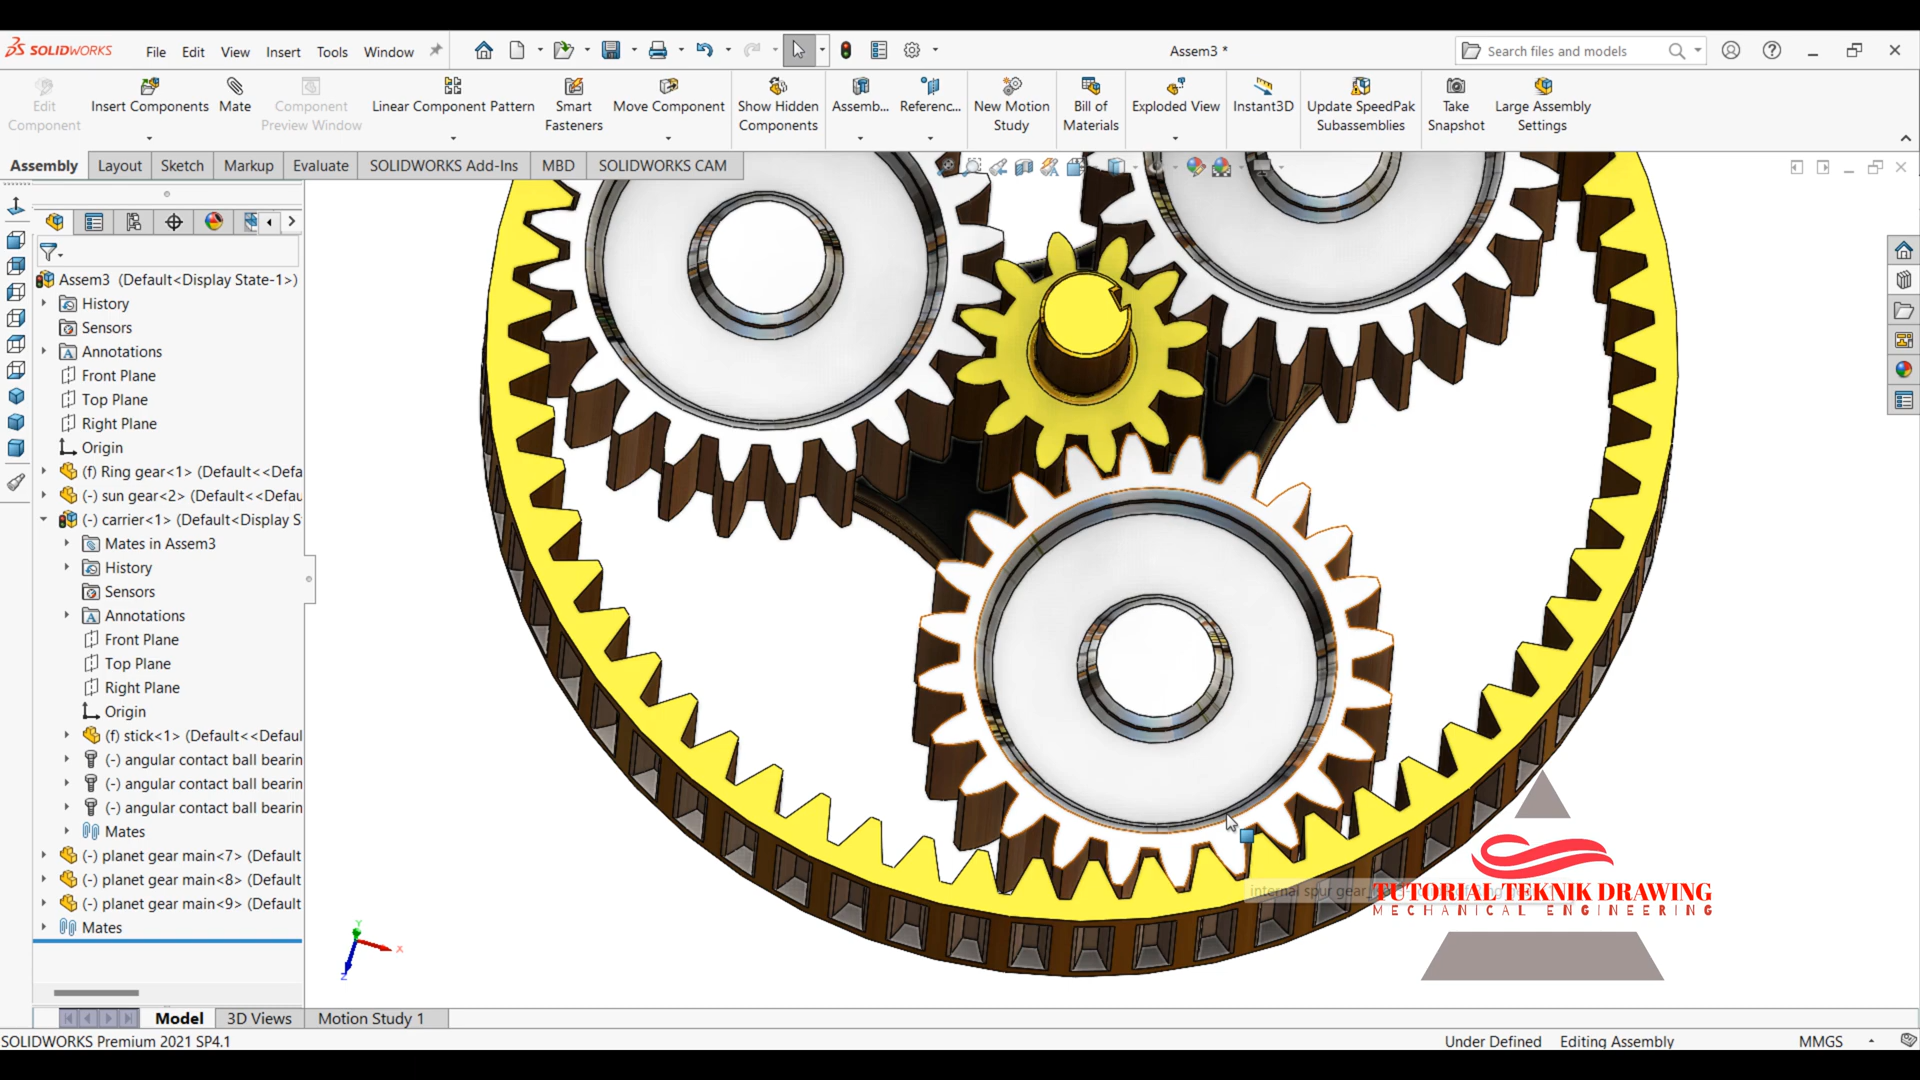 SOLIDWORKS
File Edit View Insert Tools Window
Assem3 *
Search files and models
Edit Component
Insert Components
Mate
Component Preview Window
Linear Component Pattern
Smart Fasteners
Move Component
Show Hidden Components
Assemb...
Referenc...
New Motion Study
Bill of Materials
Exploded View
Instant3D
Update SpeedPak Subassemblies
Take Snapshot
Large Assembly Settings
Assembly Layout Sketch Markup Evaluate SOLIDWORKS Add-Ins MBD SOLIDWORKS CAM
Assem3 (Default<Display State-1>)
History
Sensors
Annotations
Front Plane
Top Plane
Right Plane
Origin
(f) Ring gear<1> (Default<<Defa
(-) sun gear<2> (Default<<Defau
(-) carrier<1> (Default<Display S
Mates in Assem3
History
Sensors
Annotations
Front Plane
Top Plane
Right Plane
Origin
(f) stick<1> (Default<<Defaul
(-) angular contact ball bearin
(-) angular contact ball bearin
(-) angular contact ball bearin
Mates
(-) planet gear main<7> (Default
(-) planet gear main<8> (Default
(-) planet gear main<9> (Default
Mates
internal spur gear
TUTORIAL TEKNIK DRAWING
MECHANICAL ENGINEERING
Y
X
Z
Model 3D Views Motion Study 1
SOLIDWORKS Premium 2021 SP4.1
Under Defined Editing Assembly MMGS